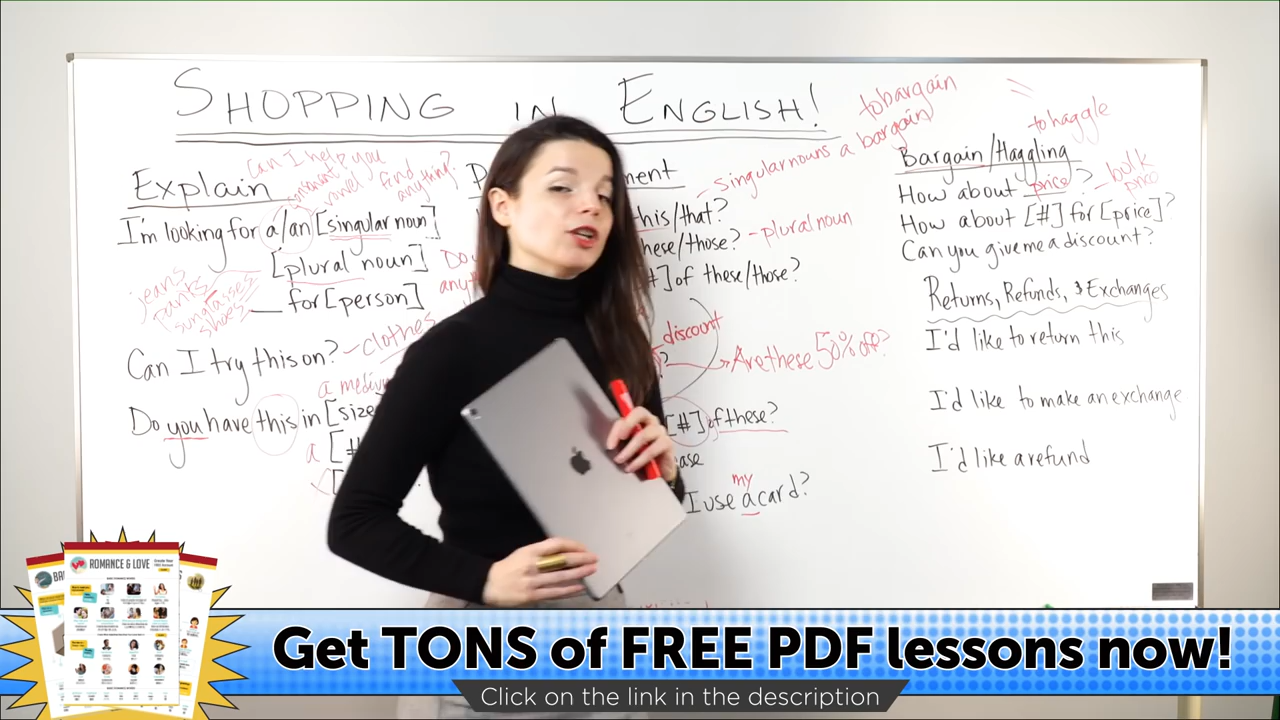 SHOPPING IN ENGLISH!
Explain
Can I help you
find
anything?
consonant
vowel
I'm looking for a/an [singular noun]
[plural noun]
jeans
pants
sunglasses
shoes
__ for [person]
Can I try this on? - clothes
a medium
Do you have this in [size
a [#
ment
- singular nouns
this/that?
hese/those? - plural noun
#] of these/those?
discount
Are these 50% off?
[#] of these?
my
I use a card?
to bargain
a bargain
to haggle
Bargain/Haggling
How about price? - bulk price
How about [#] for [price]?
Can you give me a discount?
Returns, Refunds, & Exchanges
I'd like to return this
I'd like to make an exchange
I'd like a refund
ROMANCE & LOVE
Get TONS of FREE PDF lessons now!
Click on the link in the description